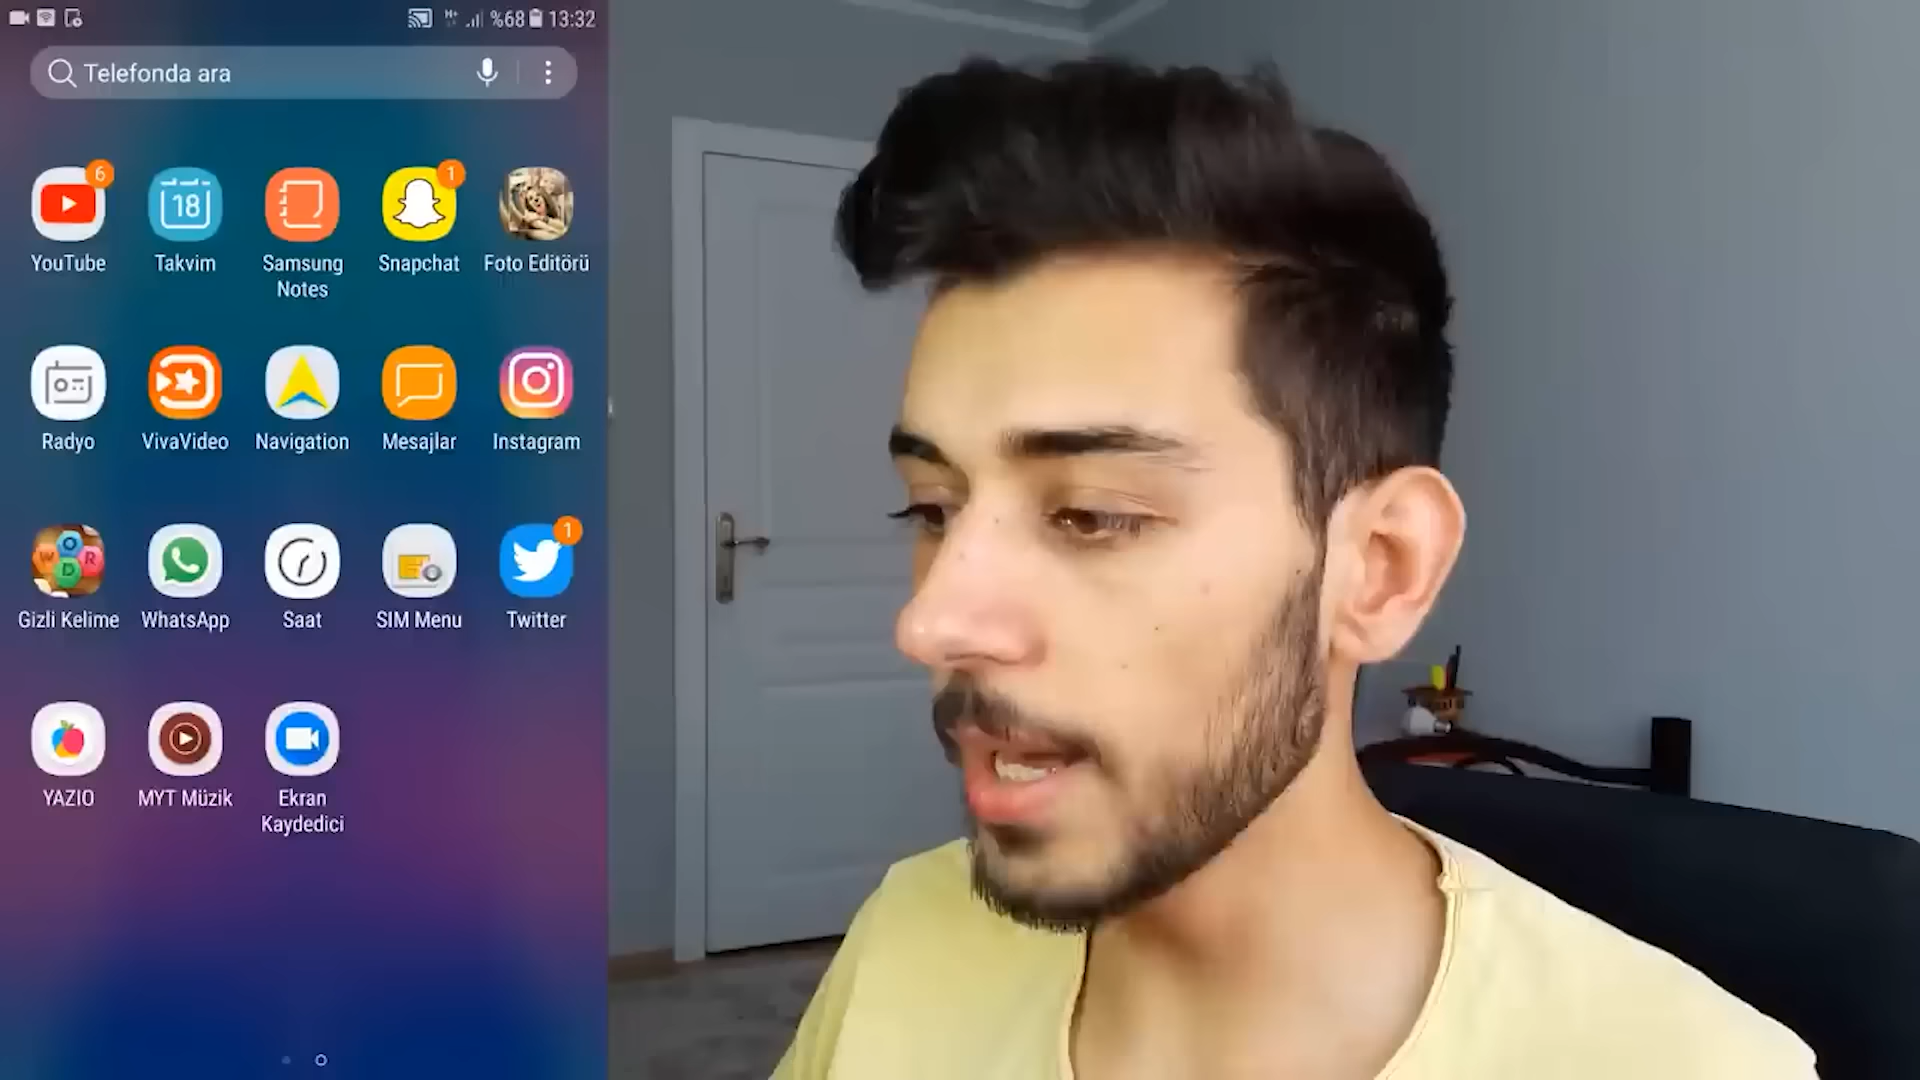 H+ %68 13:32
Telefonda ara
6
1
18
YouTube Takvim Samsung Notes Snapchat Foto Editörü
Radyo VivaVideo Navigation Mesajlar Instagram
W O R D
1
Gizli Kelime WhatsApp Saat SIM Menu Twitter
YAZIO MYT Müzik Ekran Kaydedici